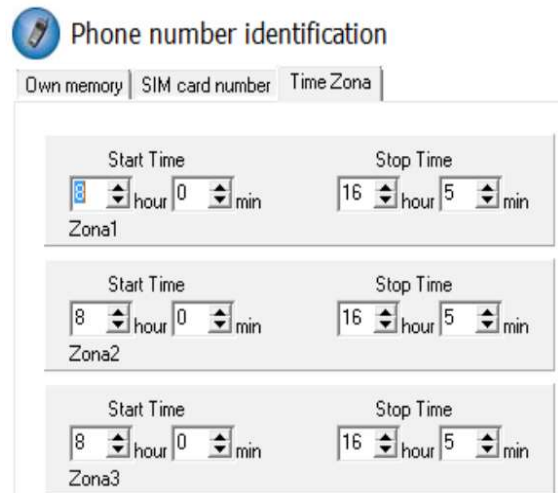 Phone number identification
Own memory SIM card number Time Zona
Start Time Stop Time
8 hour 0 min 16 hour 5 min
Zona1
Start Time Stop Time
8 hour 0 min 16 hour 5 min
Zona2
Start Time Stop Time
8 hour 0 min 16 hour 5 min
Zona3